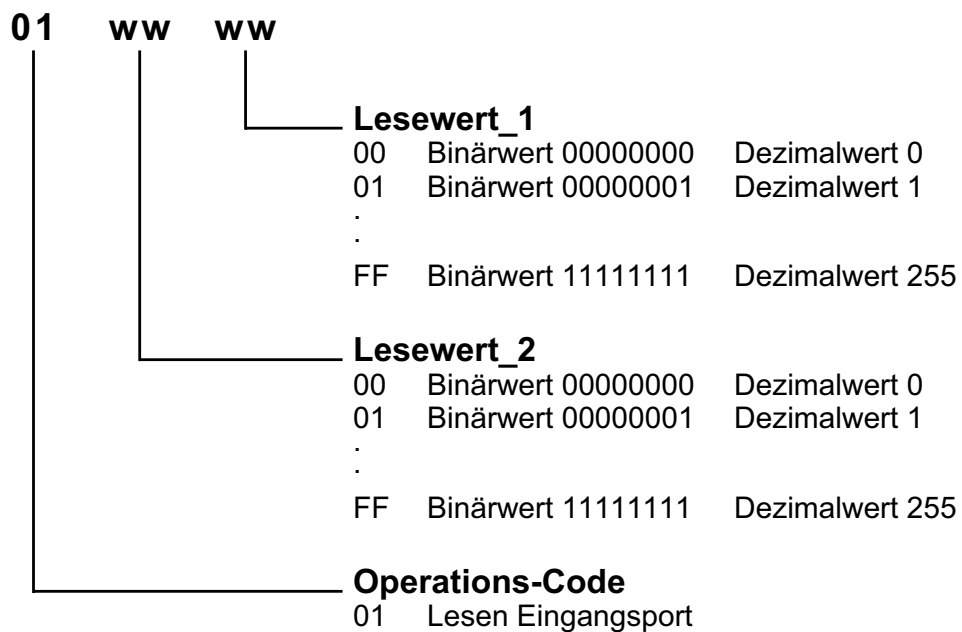 01 ww ww
Lesewert_1
00 Binärwert 00000000 Dezimalwert 0
01 Binärwert 00000001 Dezimalwert 1
.
.
FF Binärwert 11111111 Dezimalwert 255
Lesewert_2
00 Binärwert 00000000 Dezimalwert 0
01 Binärwert 00000001 Dezimalwert 1
.
.
FF Binärwert 11111111 Dezimalwert 255
Operations-Code
01 Lesen Eingangsport